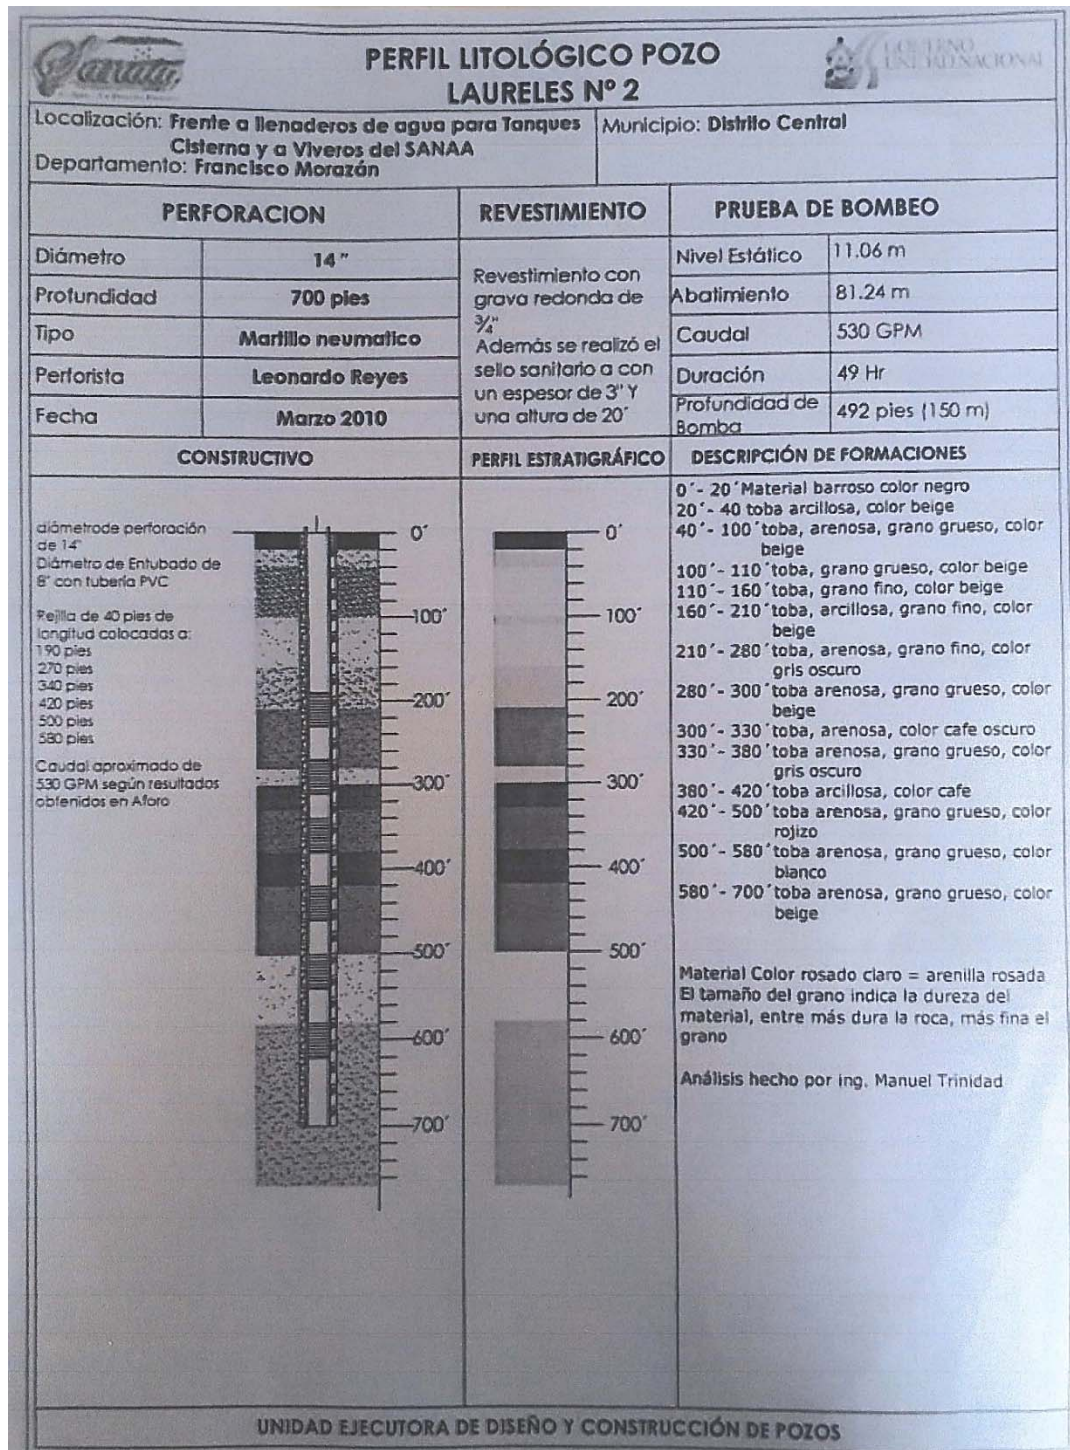 Sanaa
PERFIL LITOLÓGICO POZO
LAURELES Nº 2
GOBIERNO
UNIDAD NACIONAL
Localización: Frente a llenaderos de agua para Tanques
Cisterna y a Viveros del SANAA
Departamento: Francisco Morazán
Municipio: Distrito Central
PERFORACION
Diámetro 14"
Profundidad 700 pies
Tipo Martillo neumatico
Perforista Leonardo Reyes
Fecha Marzo 2010
REVESTIMIENTO
Revestimiento con
grava redonda de
¾"
Además se realizó el
sello sanitario a con
un espesor de 3" Y
una altura de 20´
PRUEBA DE BOMBEO
Nivel Estático 11.06 m
Abatimiento 81.24 m
Caudal 530 GPM
Duración 49 Hr
Profundidad de
Bomba 492 pies (150 m)
CONSTRUCTIVO
diámetrode perforación
de 14"
Diámetro de Entubado de
8" con tubería PVC
Rejilla de 40 pies de
longitud colocadas a:
190 pies
270 pies
340 pies
420 pies
500 pies
580 pies
Caudal aproximado de
530 GPM según resultados
obtenidos en Aforo
0´
100´
200´
300´
400´
500´
600´
700´
PERFIL ESTRATIGRÁFICO
0´
100´
200´
300´
400´
500´
600´
700´
DESCRIPCIÓN DE FORMACIONES
0´- 20´Material barroso color negro
20´- 40 toba arcillosa, color beige
40´- 100´toba, arenosa, grano grueso, color
beige
100´- 110´toba, grano grueso, color beige
110´- 160´toba, grano fino, color beige
160´- 210´toba, arcillosa, grano fino, color
beige
210´- 280´toba, arenosa, grano fino, color
gris oscuro
280´- 300´toba arenosa, grano grueso, color
beige
300´- 330´toba, arenosa, color cafe oscuro
330´- 380´toba arenosa, grano grueso, color
gris oscuro
380´- 420´toba arcillosa, color cafe
420´- 500´toba arenosa, grano grueso, color
rojizo
500´- 580´toba arenosa, grano grueso, color
blanco
580´- 700´toba arenosa, grano grueso, color
beige
Material Color rosado claro = arenilla rosada
El tamaño del grano indica la dureza del
material, entre más dura la roca, más fina el
grano
Análisis hecho por ing. Manuel Trinidad
UNIDAD EJECUTORA DE DISEÑO Y CONSTRUCCIÓN DE POZOS